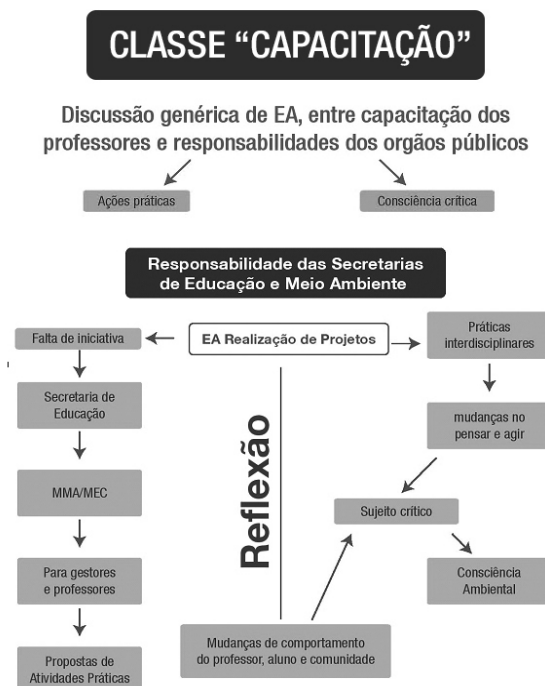 CLASSE “CAPACITAÇÃO”
Discussão genérica de EA, entre capacitação dos
professores e responsabilidades dos orgãos públicos
Ações práticas
Consciência crítica
Responsabilidade das Secretarias
de Educação e Meio Ambiente
Falta de iniciativa
EA Realização de Projetos
Práticas
interdisciplinares
Secretaria de
Educação
mudanças no
pensar e agir
Reflexão
MMA/MEC
Sujeito crítico
Para gestores
e professores
Consciência
Ambiental
Mudanças de comportamento
do professor, aluno e comunidade
Propostas de
Atividades Práticas